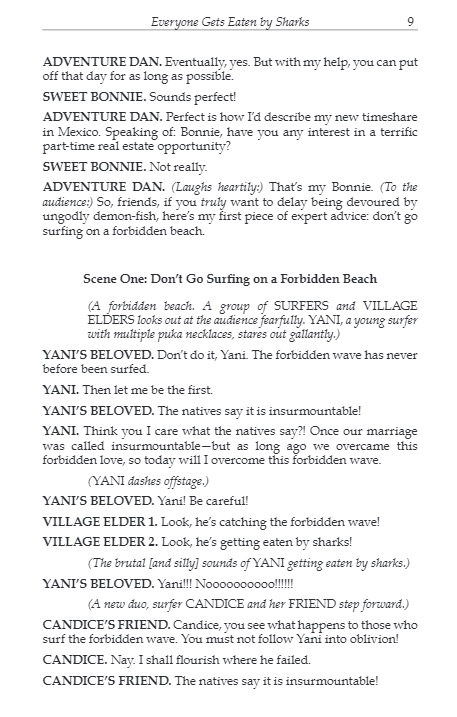 Everyone Gets Eaten by Sharks 9
ADVENTURE DAN. Eventually, yes. But with my help, you can put
off that day for as long as possible.
SWEET BONNIE. Sounds perfect!
ADVENTURE DAN. Perfect is how I’d describe my new timeshare
in Mexico. Speaking of: Bonnie, have you any interest in a terrific
part-time real estate opportunity?
SWEET BONNIE. Not really.
ADVENTURE DAN. (Laughs heartily:) That’s my Bonnie. (To the
audience:) So, friends, if you truly want to delay being devoured by
ungodly demon-fish, here’s my first piece of expert advice: don’t go
surfing on a forbidden beach.
Scene One: Don’t Go Surfing on a Forbidden Beach
(A forbidden beach. A group of SURFERS and VILLAGE
ELDERS looks out at the audience fearfully. YANI, a young surfer
with multiple puka necklaces, stares out gallantly.)
YANI’S BELOVED. Don’t do it, Yani. The forbidden wave has never
before been surfed.
YANI. Then let me be the first.
YANI’S BELOVED. The natives say it is insurmountable!
YANI. Think you I care what the natives say?! Once our marriage
was called insurmountable—but as long ago we overcame this
forbidden love, so today will I overcome this forbidden wave.
(YANI dashes offstage.)
YANI’S BELOVED. Yani! Be careful!
VILLAGE ELDER 1. Look, he’s catching the forbidden wave!
VILLAGE ELDER 2. Look, he’s getting eaten by sharks!
(The brutal [and silly] sounds of YANI getting eaten by sharks.)
YANI’S BELOVED. Yani!!! Noooooooooo!!!!!!
(A new duo, surfer CANDICE and her FRIEND step forward.)
CANDICE’S FRIEND. Candice, you see what happens to those who
surf the forbidden wave. You must not follow Yani into oblivion!
CANDICE. Nay. I shall flourish where he failed.
CANDICE’S FRIEND. The natives say it is insurmountable!